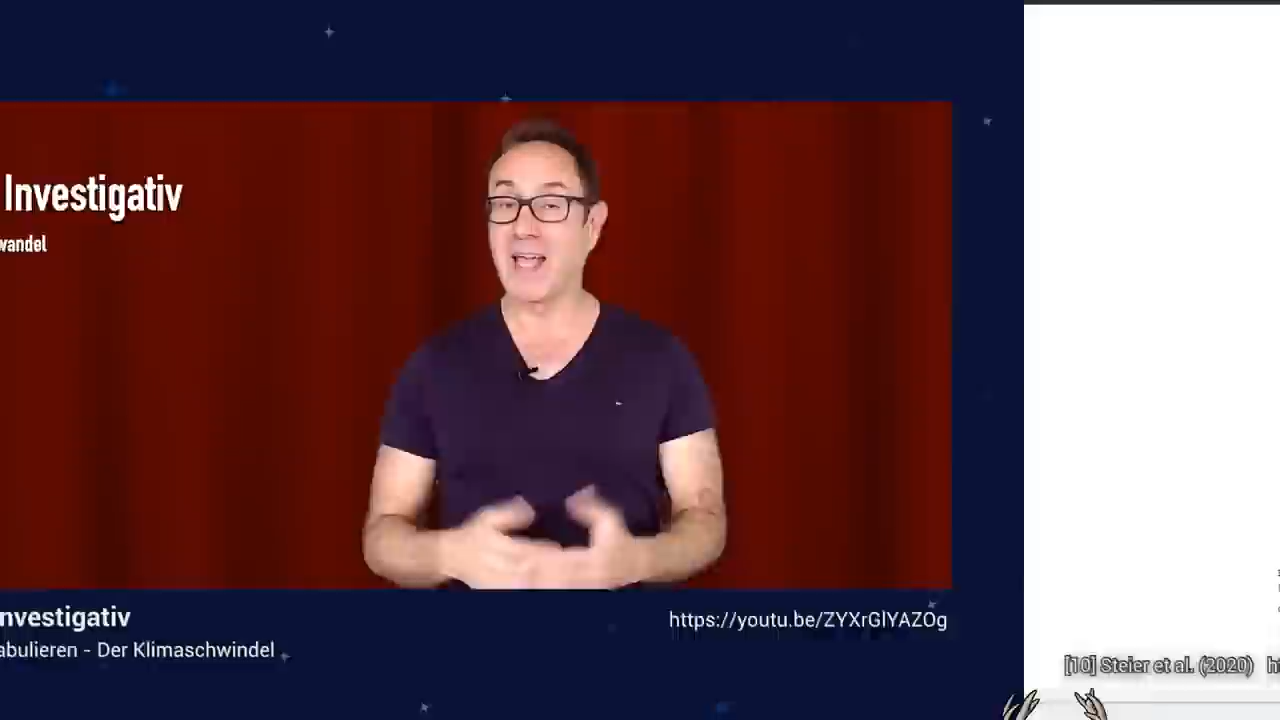 Investigativ
wandel
nvestigativ
abulieren - Der Klimaschwindel
https://youtu.be/ZYXrGlYAZOg
[10] Steier et al. (2020)